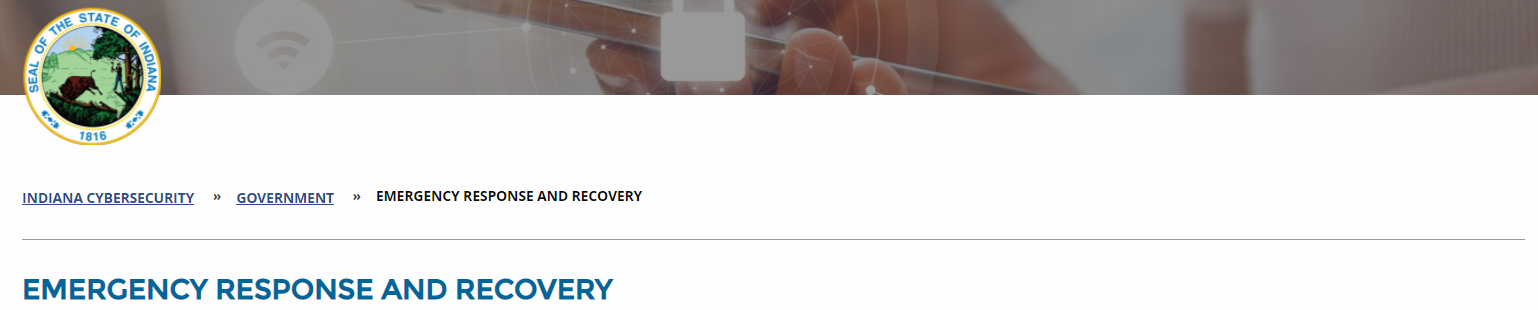 SEAL OF THE STATE OF INDIANA
1816
INDIANA CYBERSECURITY » GOVERNMENT » EMERGENCY RESPONSE AND RECOVERY
EMERGENCY RESPONSE AND RECOVERY